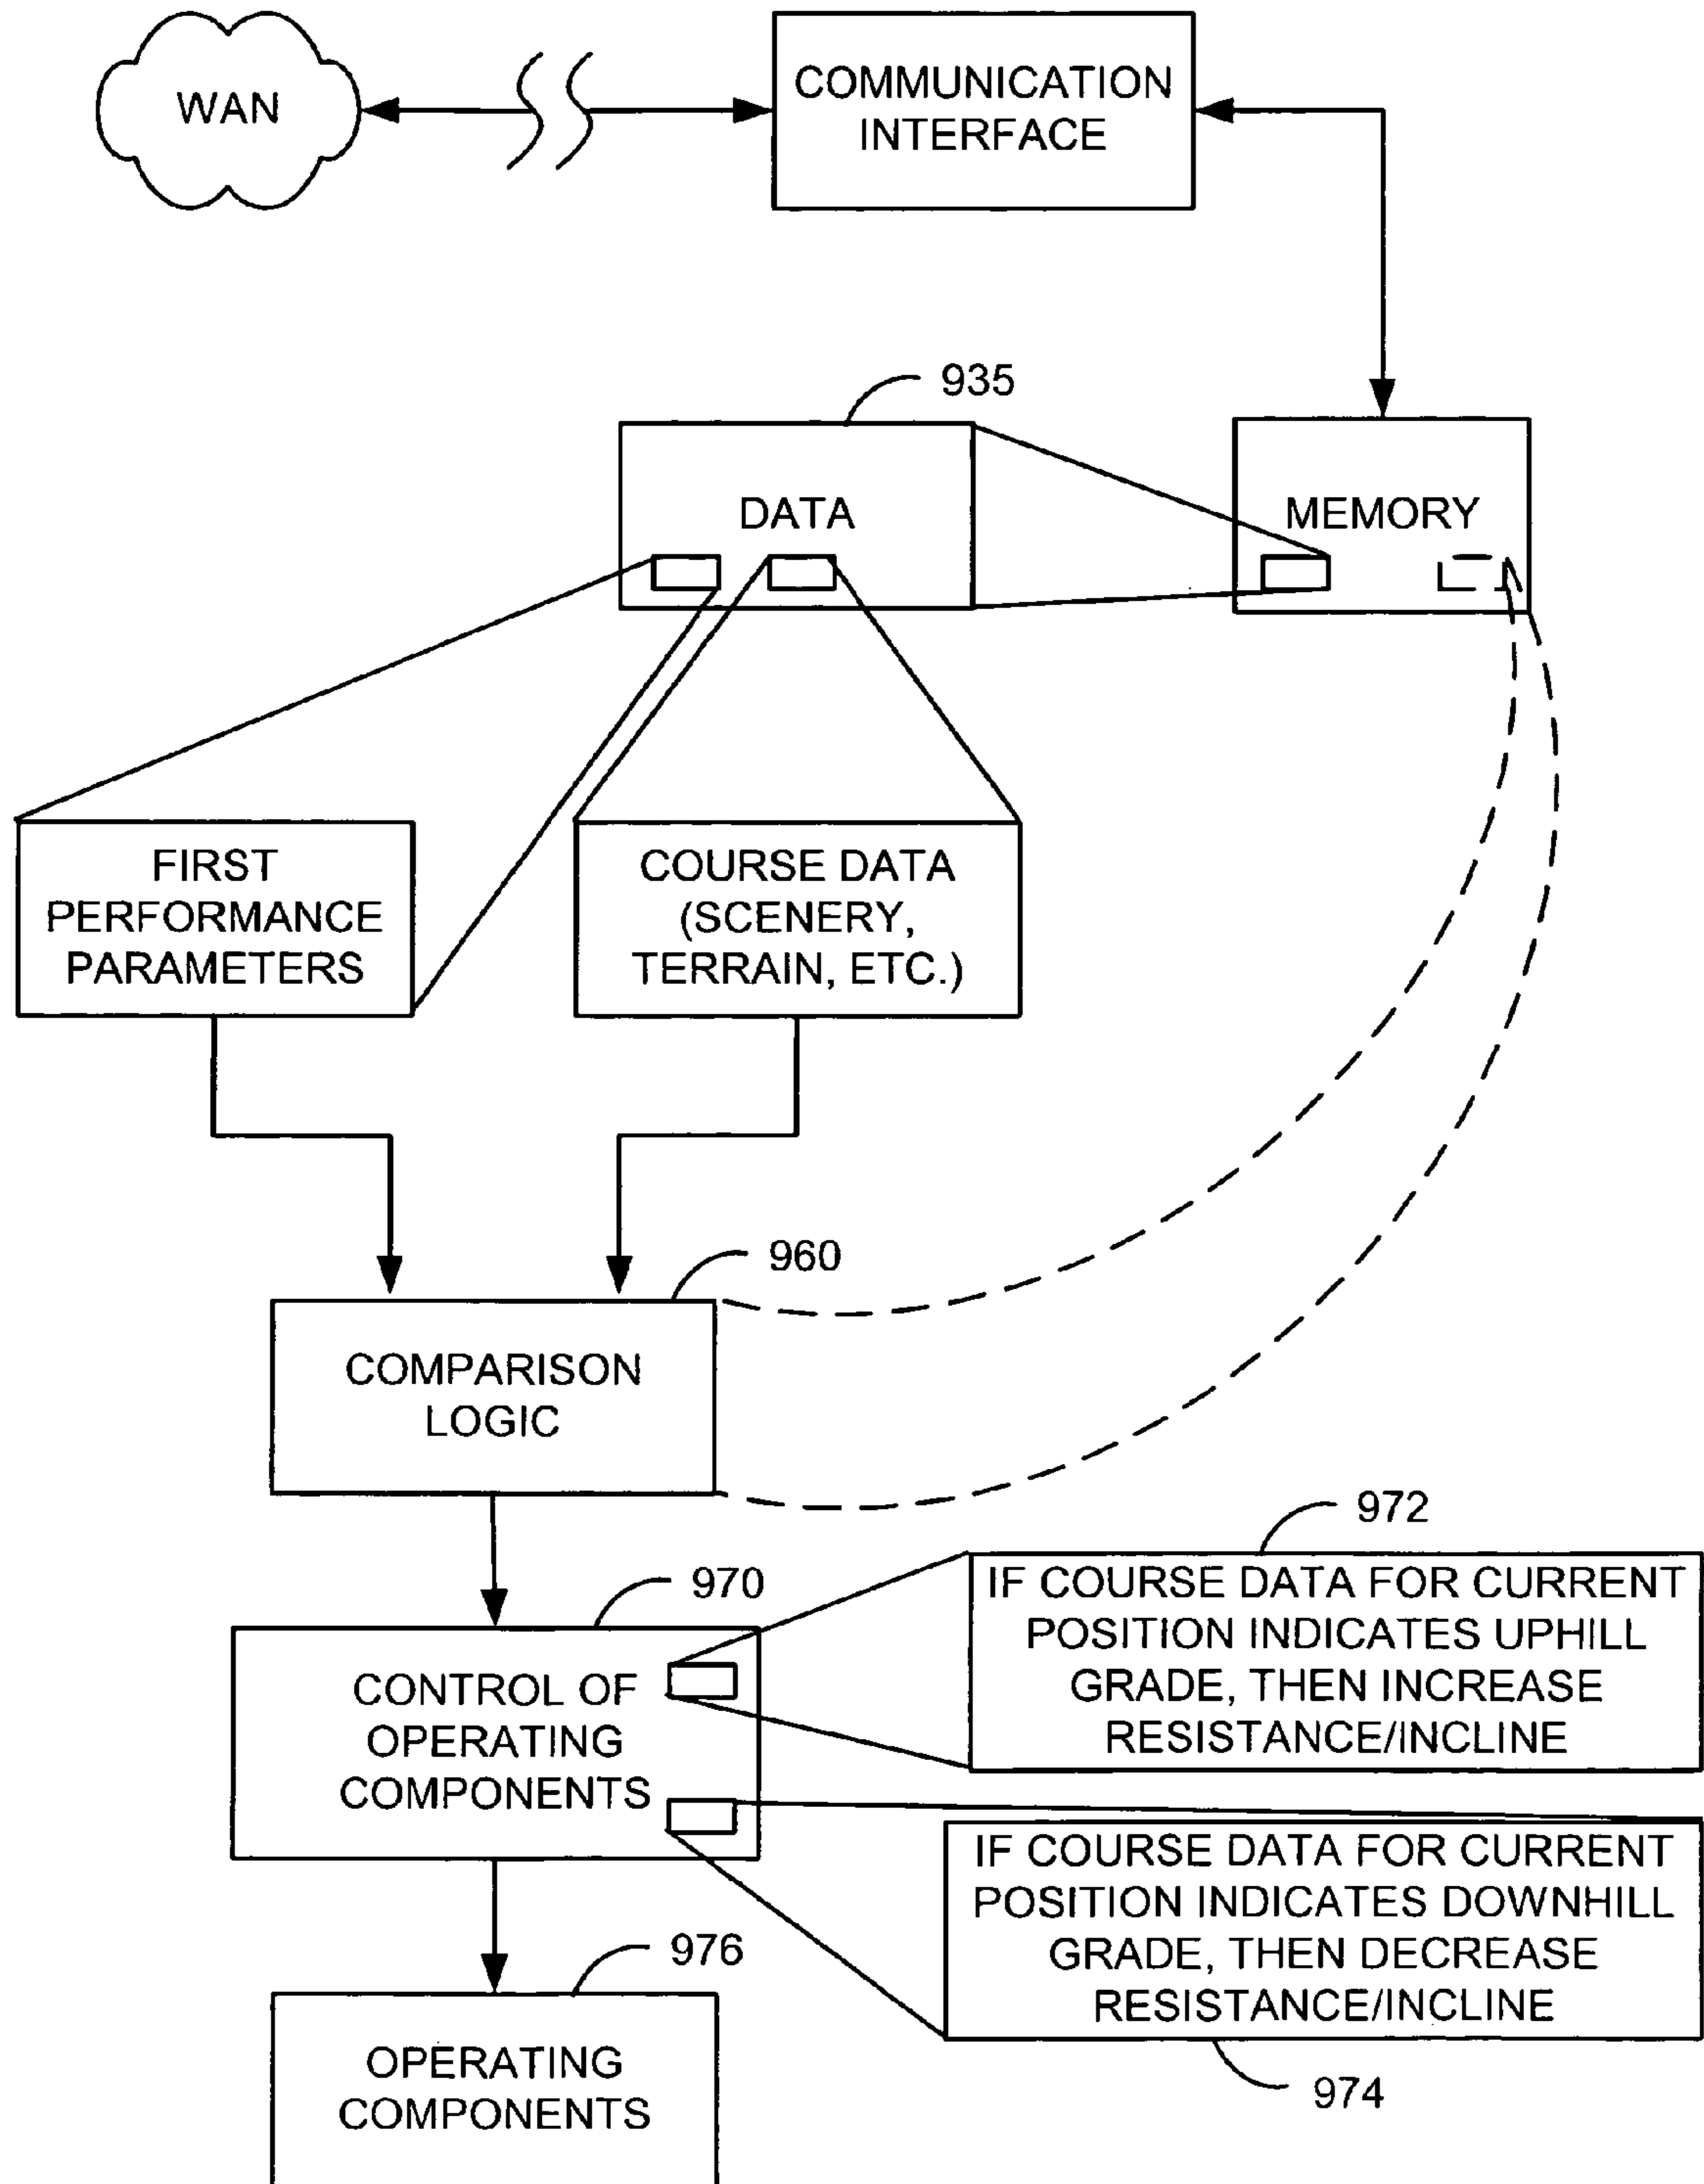 WAN
COMMUNICATION
INTERFACE
935
DATA
MEMORY
FIRST
PERFORMANCE
PARAMETERS
COURSE DATA
(SCENERY,
TERRAIN, ETC.)
960
COMPARISON
LOGIC
972
970
IF COURSE DATA FOR CURRENT
POSITION INDICATES UPHILL
GRADE, THEN INCREASE
RESISTANCE/INCLINE
CONTROL OF
OPERATING
COMPONENTS
IF COURSE DATA FOR CURRENT
POSITION INDICATES DOWNHILL
GRADE, THEN DECREASE
RESISTANCE/INCLINE
976
974
OPERATING
COMPONENTS